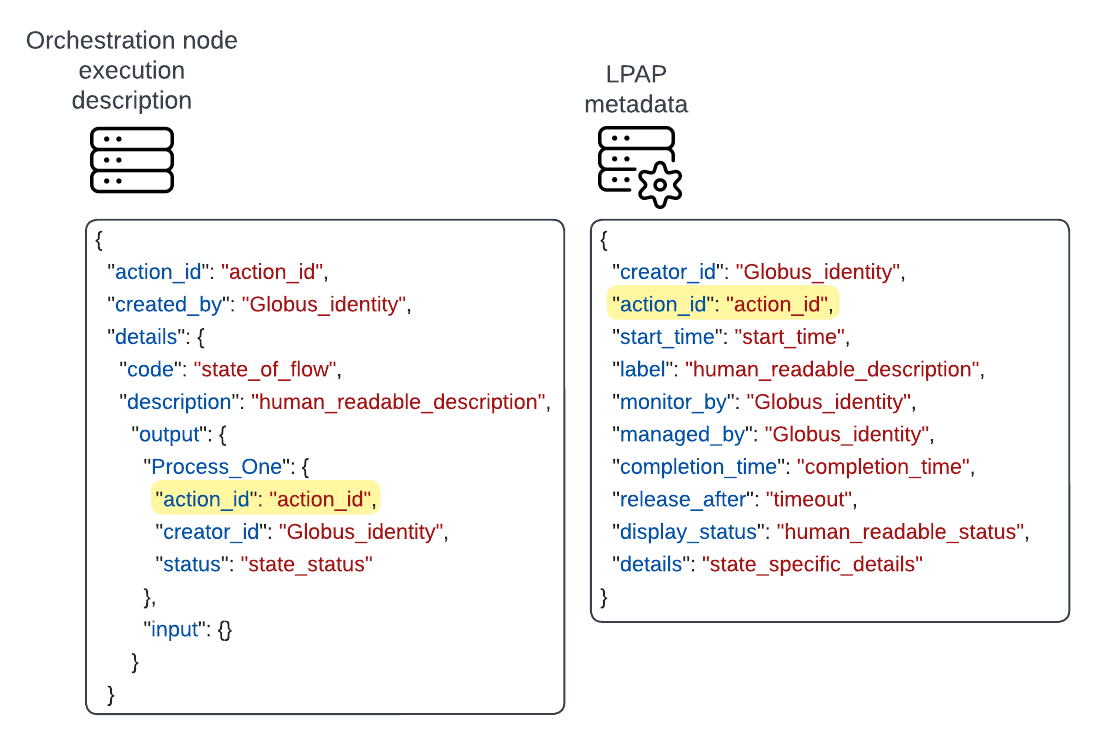 Orchestration node
execution
description
{
"action_id": "action_id",
"created_by": "Globus_identity",
"details": {
"code": "state_of_flow",
"description": "human_readable_description",
"output": {
"Process_One": {
"action_id": "action_id",
"creator_id": "Globus_identity",
"status": "state_status"
},
"input": {}
}
}
LPAP
metadata
{
"creator_id": "Globus_identity",
"action_id": "action_id",
"start_time": "start_time",
"label": "human_readable_description",
"monitor_by": "Globus_identity",
"managed_by": "Globus_identity",
"completion_time": "completion_time",
"release_after": "timeout",
"display_status": "human_readable_status",
"details": "state_specific_details"
}